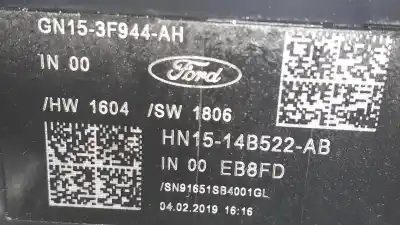 GN15-3F944-AH
IN 00
Ford
/HW 1604 /SW 1806
HN15-14B522-AB
IN 00 EB8FD
/SN91651SB4001GL
04.02.2019 16:16